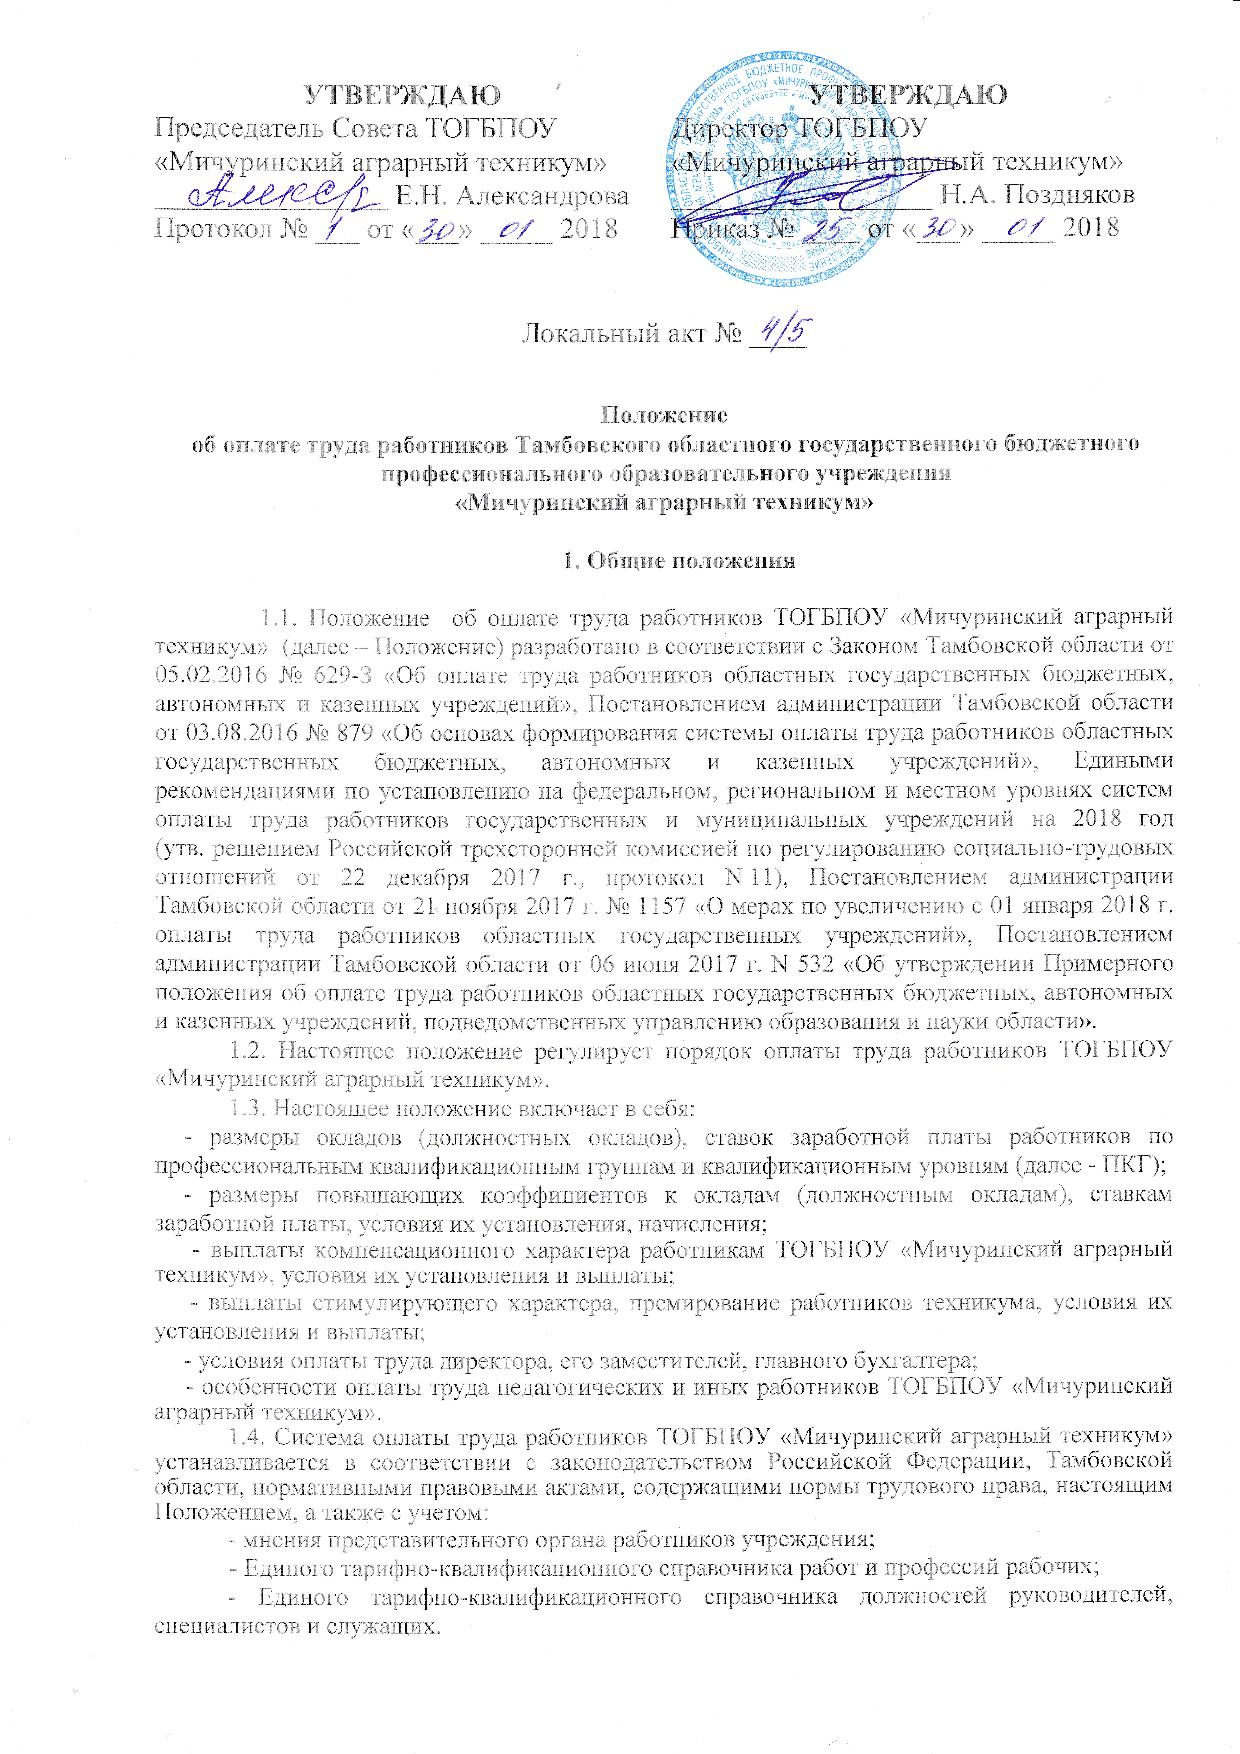 УТВЕРЖДАЮ
Председатель Совета ТОГБПОУ
«Мичуринский аграрный техникум»
Е.Н. Александрова
Протокол № 1 от «30» 01 2018
УТВЕРЖДАЮ
Директор ТОГБПОУ
«Мичуринский аграрный техникум»
Н.А. Поздняков
Приказ № 25 от «30» 01 2018
Локальный акт № 4/5
Положение
об оплате труда работников Тамбовского областного государственного бюджетного
профессионального образовательного учреждения
«Мичуринский аграрный техникум»
1. Общие положения
1.1. Положение об оплате труда работников ТОГБПОУ «Мичуринский аграрный
техникум» (далее – Положение) разработано в соответствии с Законом Тамбовской области от
05.02.2016 № 629-З «Об оплате труда работников областных государственных бюджетных,
автономных и казенных учреждений», Постановлением администрации Тамбовской области
от 03.08.2016 № 879 «Об основах формирования системы оплаты труда работников областных
государственных бюджетных, автономных и казенных учреждений», Едиными
рекомендациями по установлению на федеральном, региональном и местном уровнях систем
оплаты труда работников государственных и муниципальных учреждений на 2018 год
(утв. решением Российской трехсторонней комиссией по регулированию социально-трудовых
отношений от 22 декабря 2017 г., протокол N 11), Постановлением администрации
Тамбовской области от 21 ноября 2017 г. № 1157 «О мерах по увеличению с 01 января 2018 г.
оплаты труда работников областных государственных учреждений», Постановлением
администрации Тамбовской области от 06 июня 2017 г. N 532 «Об утверждении Примерного
положения об оплате труда работников областных государственных бюджетных, автономных
и казенных учреждений, подведомственных управлению образования и науки области».
1.2. Настоящее положение регулирует порядок оплаты труда работников ТОГБПОУ
«Мичуринский аграрный техникум».
1.3. Настоящее положение включает в себя:
- размеры окладов (должностных окладов), ставок заработной платы работников по
профессиональным квалификационным группам и квалификационным уровням (далее - ПКГ);
- размеры повышающих коэффициентов к окладам (должностным окладам), ставкам
заработной платы, условия их установления, начисления;
- выплаты компенсационного характера работникам ТОГБПОУ «Мичуринский аграрный
техникум», условия их установления и выплаты;
- выплаты стимулирующего характера, премирование работников техникума, условия их
установления и выплаты;
- условия оплаты труда директора, его заместителей, главного бухгалтера;
- особенности оплаты труда педагогических и иных работников ТОГБПОУ «Мичуринский
аграрный техникум».
1.4. Система оплаты труда работников ТОГБПОУ «Мичуринский аграрный техникум»
устанавливается в соответствии с законодательством Российской Федерации, Тамбовской
области, нормативными правовыми актами, содержащими нормы трудового права, настоящим
Положением, а также с учетом:
- мнения представительного органа работников учреждения;
- Единого тарифно-квалификационного справочника работ и профессий рабочих;
- Единого тарифно-квалификационного справочника должностей руководителей,
специалистов и служащих.